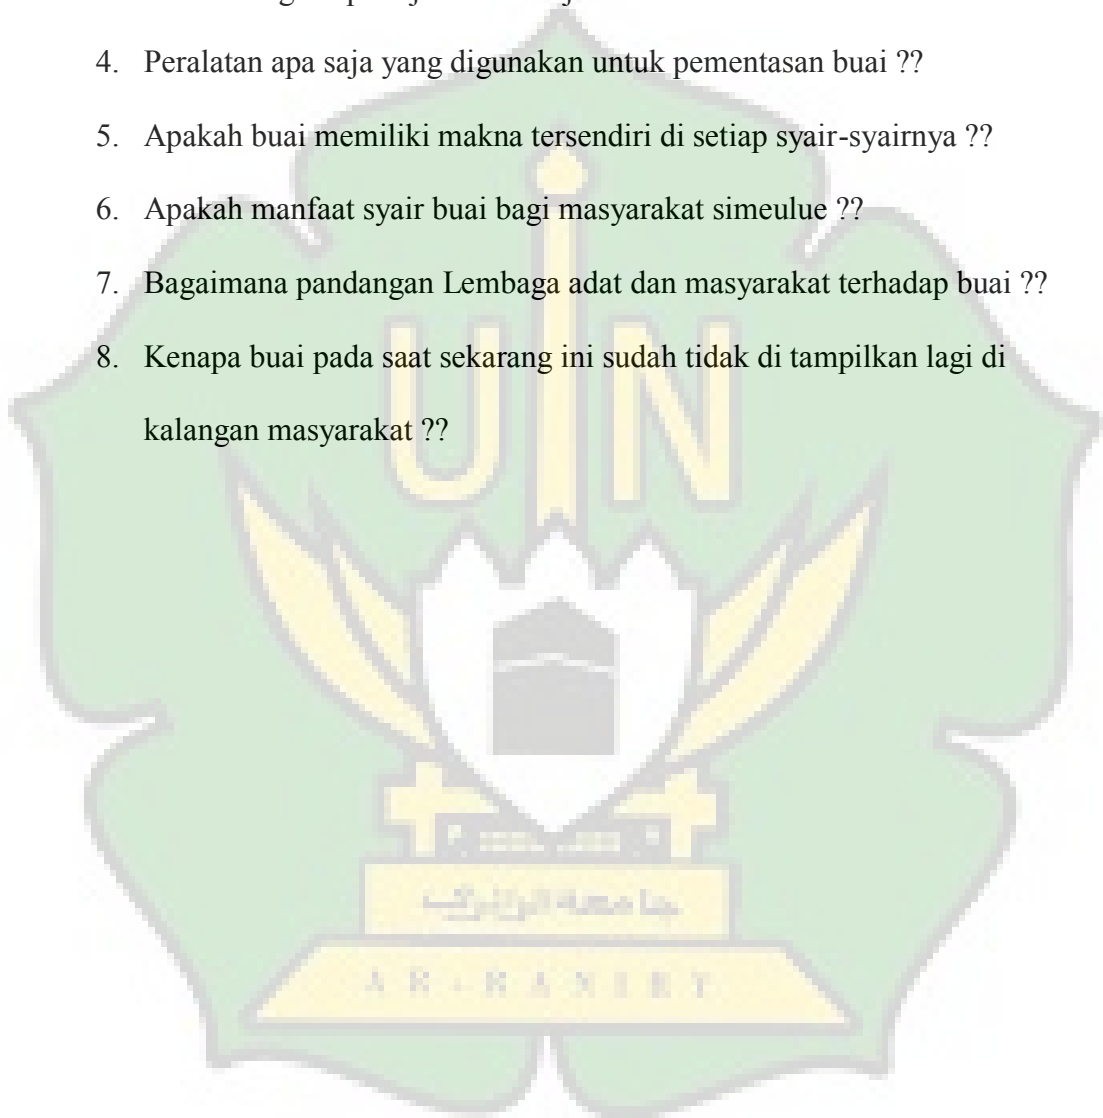 4. Peralatan apa saja yang digunakan untuk pementasan buai ??
5. Apakah buai memiliki makna tersendiri di setiap syair-syairnya ??
6. Apakah manfaat syair buai bagi masyarakat simeulue ??
7. Bagaimana pandangan Lembaga adat dan masyarakat terhadap buai ??
8. Kenapa buai pada saat sekarang ini sudah tidak di tampilkan lagi di
kalangan masyarakat ??
U I N
جامعة الرانيري
A R - R A N I R Y